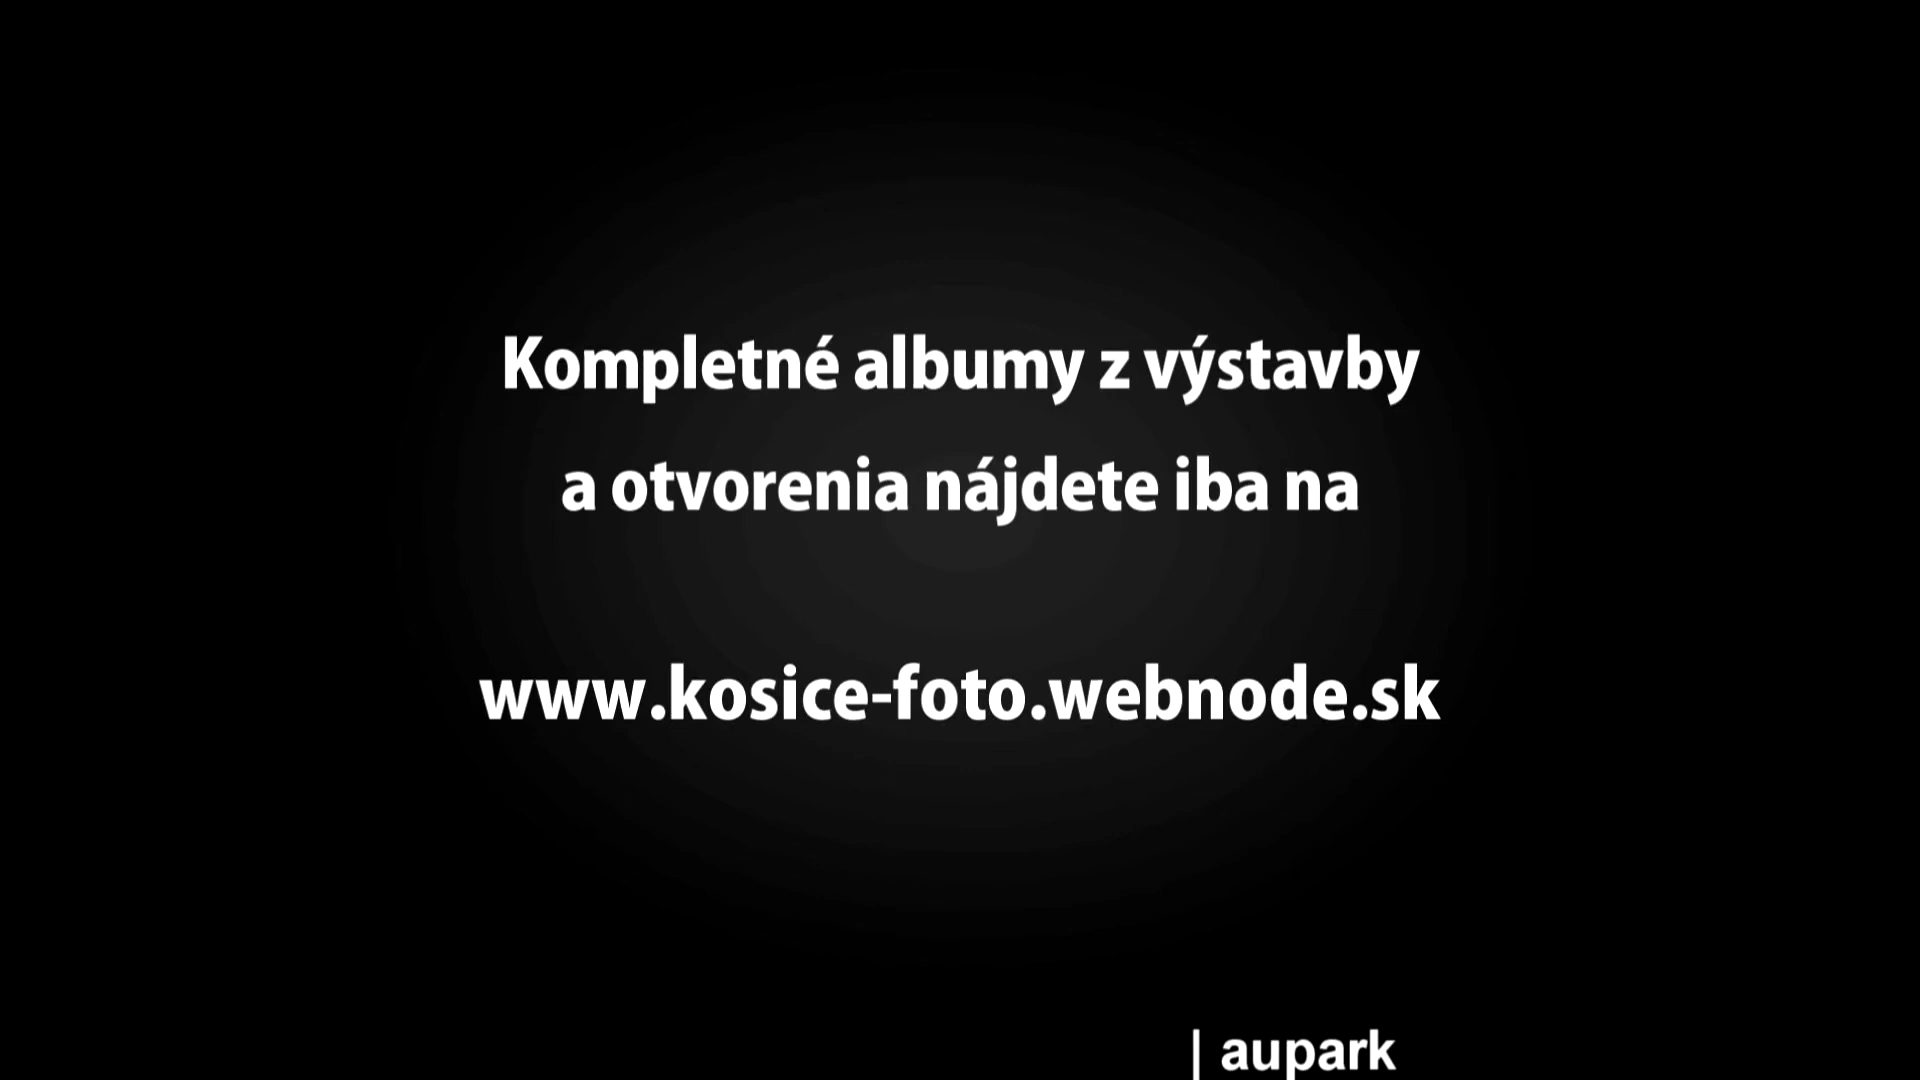 Kompletné albumy z výstavby
a otvorenia nájdete iba na
www.kosice-foto.webnode.sk
| aupark